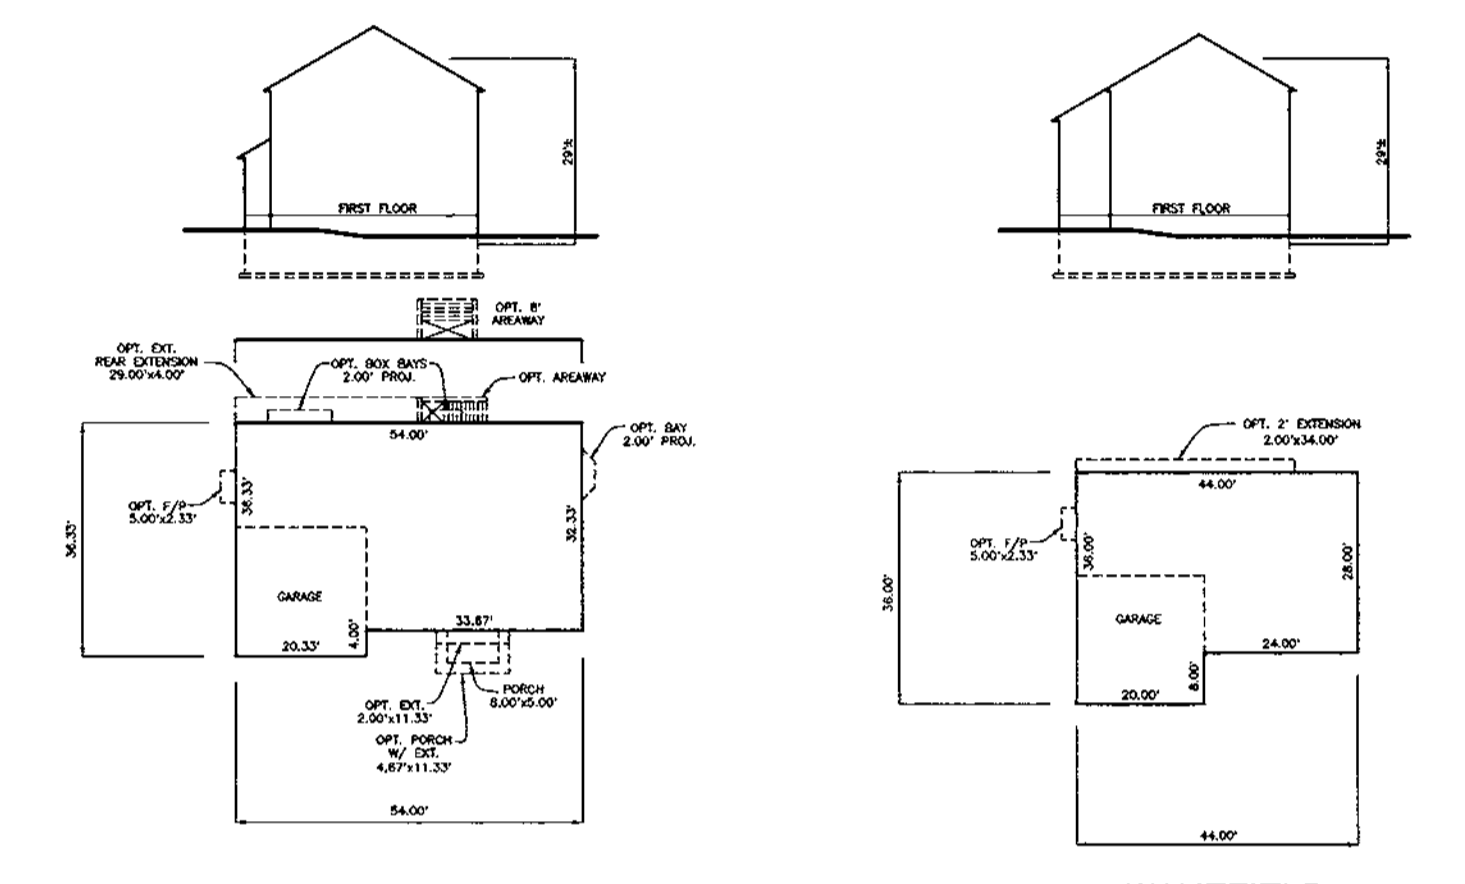 29'±
FIRST FLOOR
29'±
FIRST FLOOR
OPT. 8'
AREAWAY
OPT. EXT.
REAR EXTENSION
29.00'x4.00'
OPT. BOX BAYS
2.00' PROJ.
OPT. AREAWAY
54.00'
OPT. BAY
2.00' PROJ.
OPT. F/P
5.00'x2.33'
36.33'
36.33'
32.33'
GARAGE
20.33'
4.00'
33.67'
PORCH
8.00'x5.00'
OPT. EXT.
2.00'x11.33'
OPT. PORCH
W/ EXT.
4.67'x11.33'
54.00'
OPT. 2' EXTENSION
2.00'x34.00'
44.00'
OPT. F/P
5.00'x2.33'
36.00'
36.00'
28.00'
GARAGE
24.00'
8.00'
20.00'
44.00'